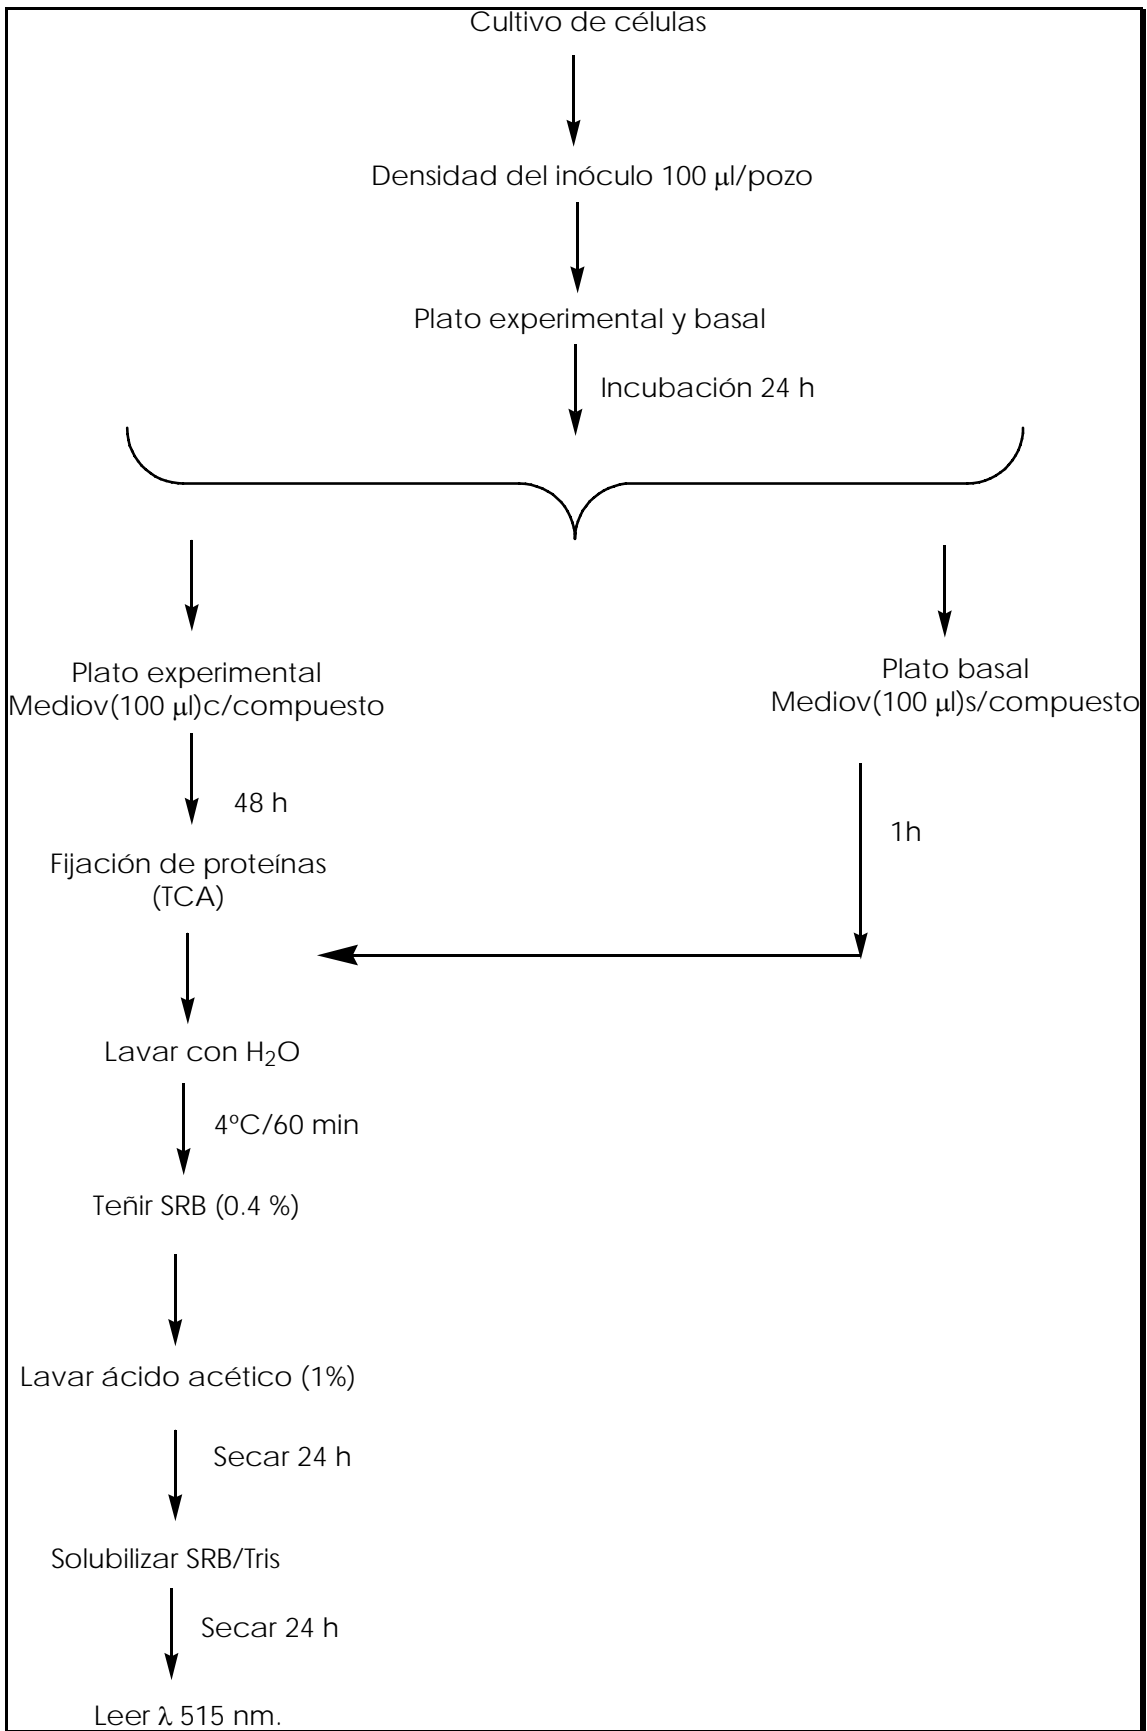 Cultivo de células
Densidad del inóculo 100 μl/pozo
Plato experimental y basal
Incubación 24 h
Plato experimental
Mediov(100 μl)c/compuesto
Plato basal
Mediov(100 μl)s/compuesto
48 h
1h
Fijación de proteínas
(TCA)
Lavar con H₂O
4ºC/60 min
Teñir SRB (0.4 %)
Lavar ácido acético (1%)
Secar 24 h
Solubilizar SRB/Tris
Secar 24 h
Leer λ 515 nm.